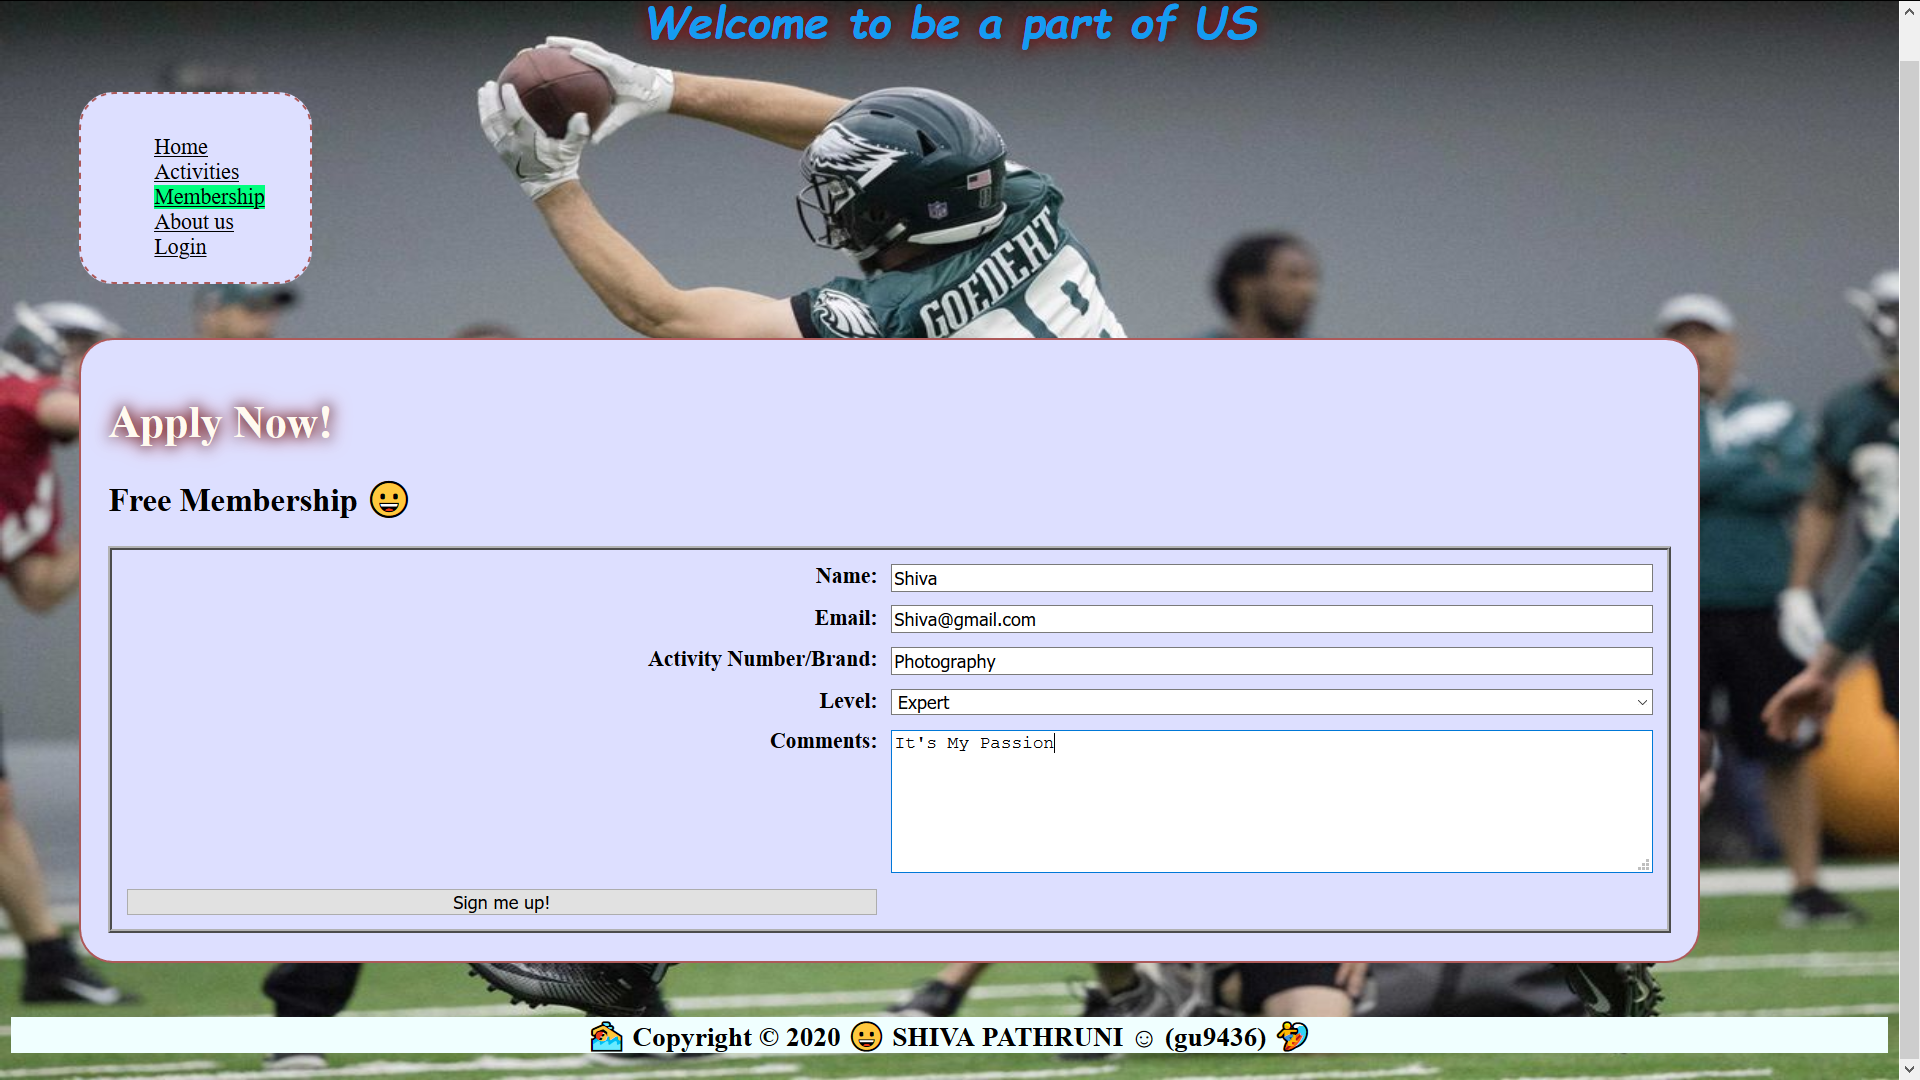 Welcome to be a part of US
Home
Activities
Membership
About us
Login
GOEDERT
Apply Now!
Free Membership 😀
Name: Shiva
Email: Shiva@gmail.com
Activity Number/Brand: Photography
Level: Expert
Comments: It's My Passion
Sign me up!
🏊 Copyright © 2020 😀 SHIVA PATHRUNI ☺ (gu9436) 🏄